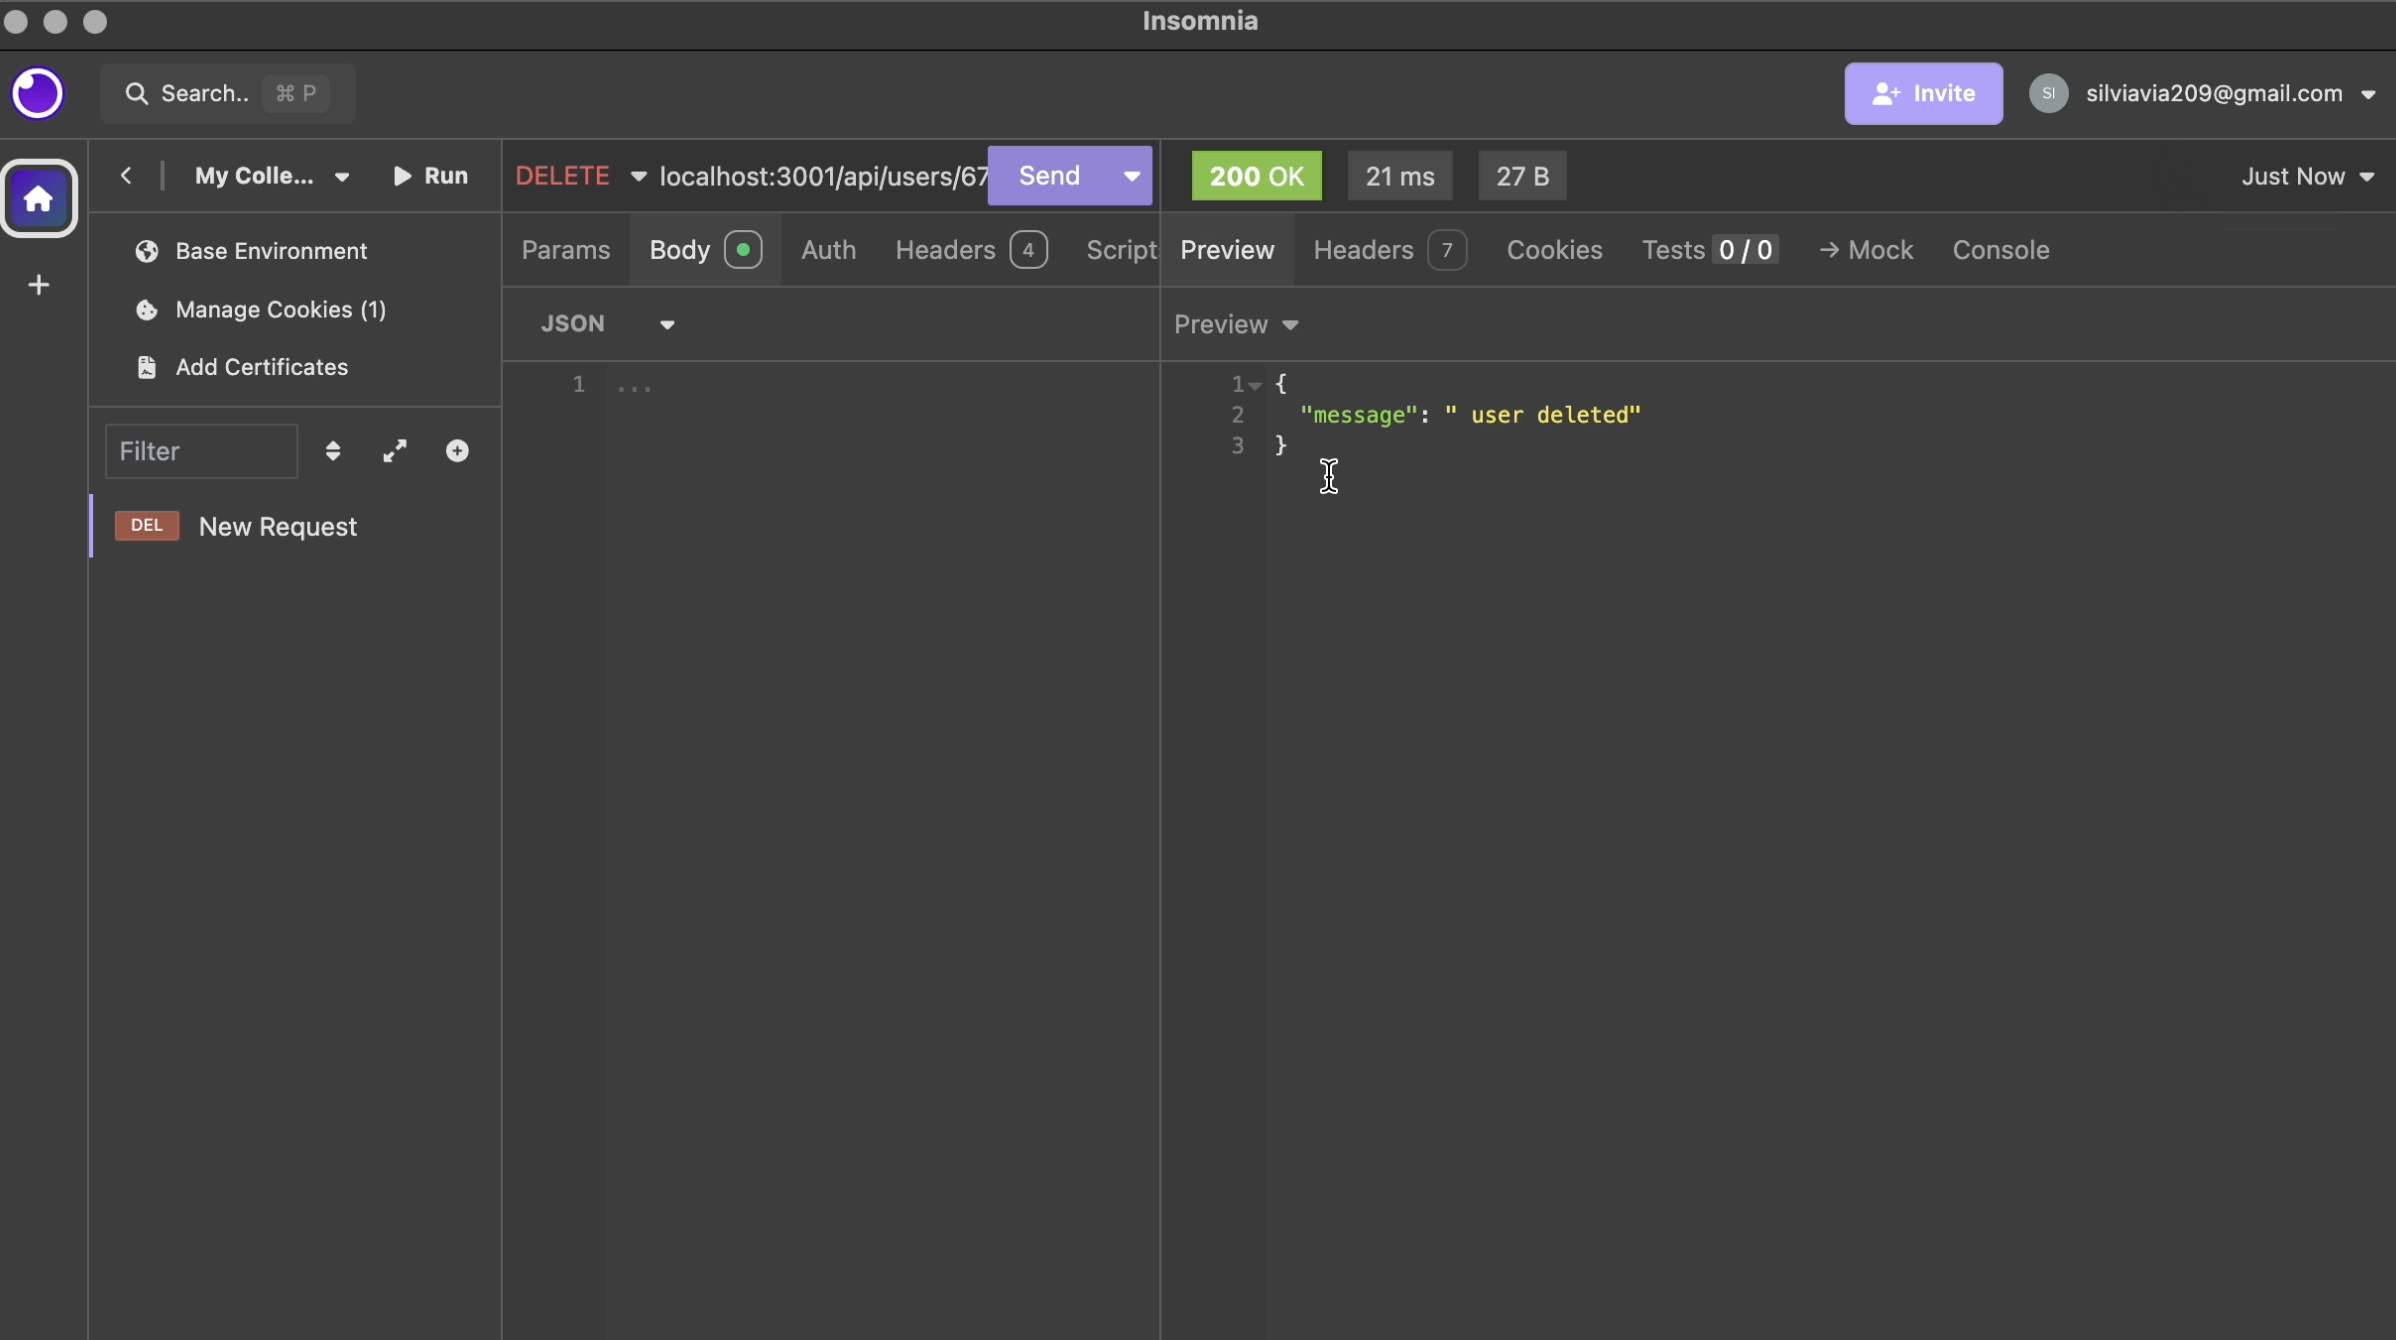 Insomnia
Search.. ⌘ P
Invite
SI silviavia209@gmail.com
My Colle... Run
DELETE localhost:3001/api/users/67 Send
200 OK 21 ms 27 B Just Now
Base Environment
Manage Cookies (1)
Add Certificates
Params Body Auth Headers 4 Script
Preview Headers 7 Cookies Tests 0 / 0 → Mock Console
JSON
Preview
1 ...
1 {
2 "message": " user deleted"
3 }
Filter
DEL New Request